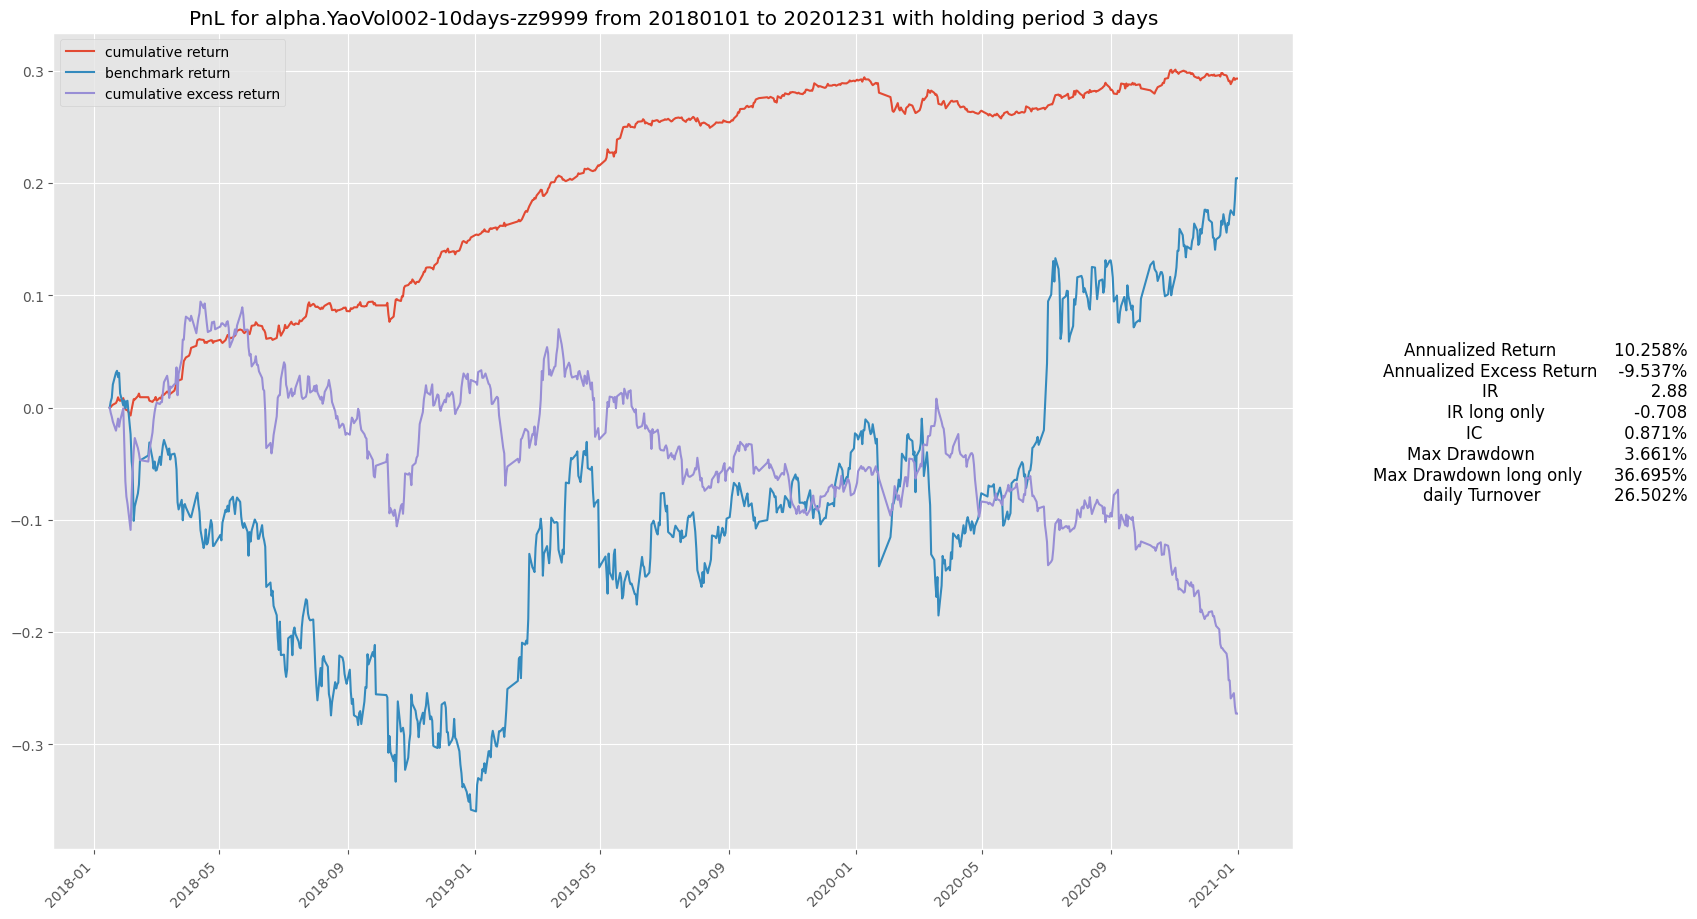 PnL for alpha.YaoVol002-10days-zz9999 from 20180101 to 20201231 with holding period 3 days
cumulative return
benchmark return
cumulative excess return
0.3
0.2
0.1
0.0
−0.1
−0.2
−0.3
2018-01
2018-05
2018-09
2019-01
2019-05
2019-09
2020-01
2020-05
2020-09
2021-01
Annualized Return 10.258%
Annualized Excess Return -9.537%
IR 2.88
IR long only -0.708
IC 0.871%
Max Drawdown 3.661%
Max Drawdown long only 36.695%
daily Turnover 26.502%